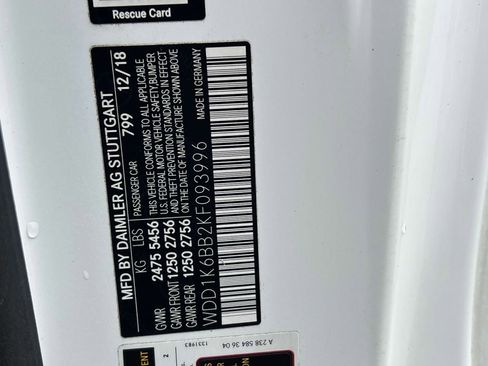 Rescue Card
MFD BY DAIMLER AG STUTTGART
799 12/18
KG LBS PASSENGER CAR
GVWR 2475 5456 THIS VEHICLE CONFORMS TO ALL APPLICABLE
GAWR FRONT 1250 2756 U.S. FEDERAL MOTOR VEHICLE SAFETY, BUMPER
GAWR REAR 1250 2756 AND THEFT PREVENTION STANDARDS IN EFFECT
ON THE DATE OF MANUFACTURE SHOWN ABOVE
MADE IN GERMANY
WDD1K6BB2KF093996
A 238 584 36 04
1331983
2